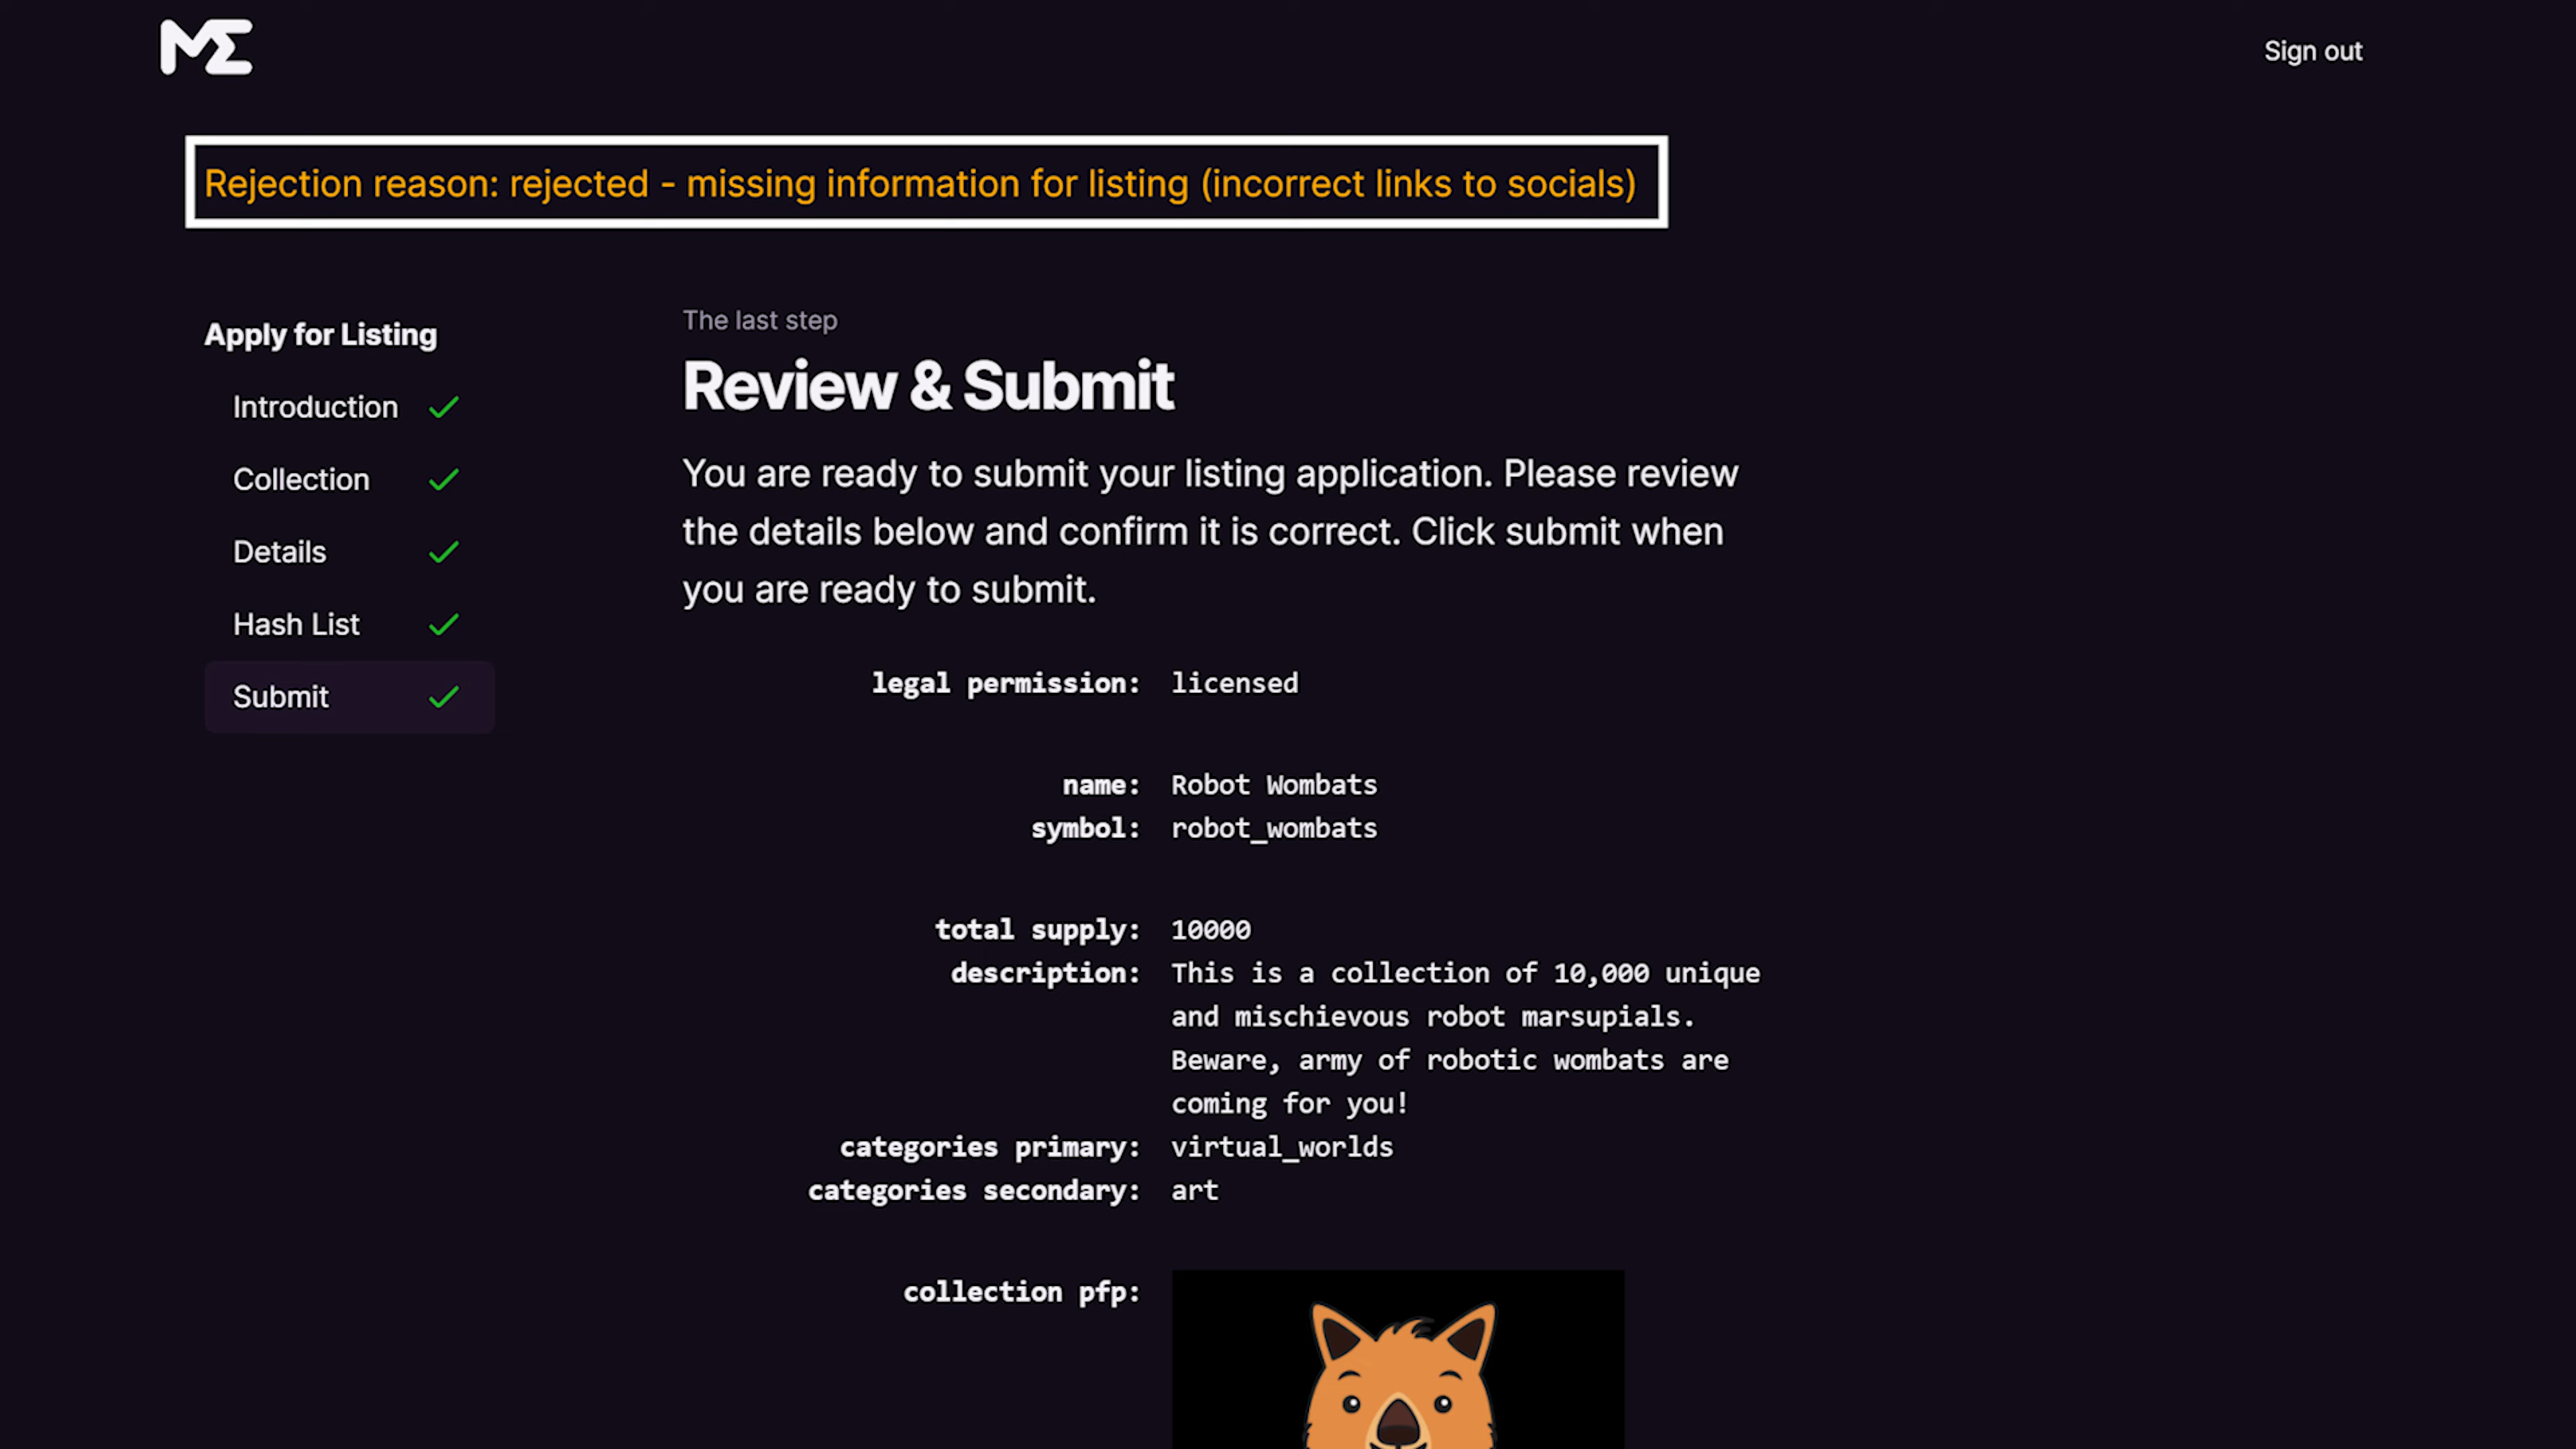 ME
Sign out
Rejection reason: rejected - missing information for listing (incorrect links to socials)
Apply for Listing
Introduction
Collection
Details
Hash List
Submit
The last step
Review & Submit
You are ready to submit your listing application. Please review
the details below and confirm it is correct. Click submit when
you are ready to submit.
legal permission: licensed
name: Robot Wombats
symbol: robot_wombats
total supply: 10000
description: This is a collection of 10,000 unique
and mischievous robot marsupials.
Beware, army of robotic wombats are
coming for you!
categories primary: virtual_worlds
categories secondary: art
collection pfp: